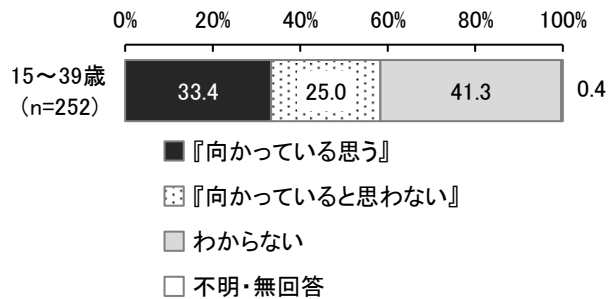 0% 20% 40% 60% 80% 100%
15～39歳
（n=252）
33.4 25.0 41.3 0.4
『向かっている思う』
『向かっていると思わない』
わからない
不明・無回答